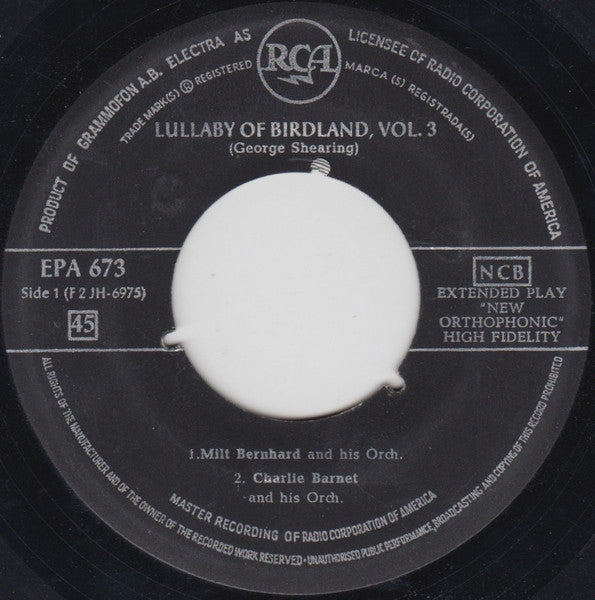 PRODUCT OF GRAMMOFON A.B. ELECTRA AS LICENSEE OF RADIO CORPORATION OF AMERICA
TRADE MARK(S) ® REGISTERED MARCA (S) REGISTRADA(S)
RCA
LULLABY OF BIRDLAND, VOL. 3
(George Shearing)
EPA 673
Side 1 (F 2 JH-6975)
45
NCB
EXTENDED PLAY
"NEW
ORTHOPHONIC"
HIGH FIDELITY
1. Milt Bernhard and his Orch.
2. Charlie Barnet
and his Orch.
MASTER RECORDING OF RADIO CORPORATION OF AMERICA
ALL RIGHTS OF THE MANUFACTURER AND OF THE OWNER OF THE RECORDED WORK RESERVED - UNAUTHORISED PUBLIC PERFORMANCE, BROADCASTING AND COPYING OF THIS RECORD PROHIBITED